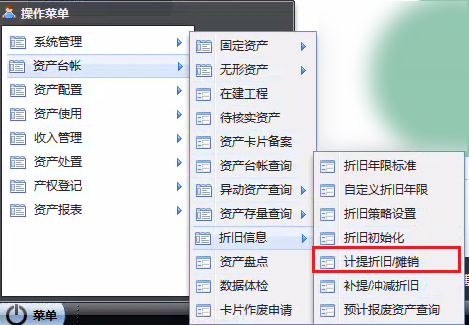 操作菜单
系统管理
资产台帐
资产配置
资产使用
收入管理
资产处置
产权登记
资产报表
固定资产
无形资产
在建工程
待核实资产
资产卡片备案
资产台帐查询
异动资产查询
资产存量查询
折旧信息
资产盘点
数据体检
卡片作废申请
折旧年限标准
自定义折旧年限
折旧策略设置
折旧初始化
计提折旧/摊销
补提/冲减折旧
预计报废资产查询
菜单